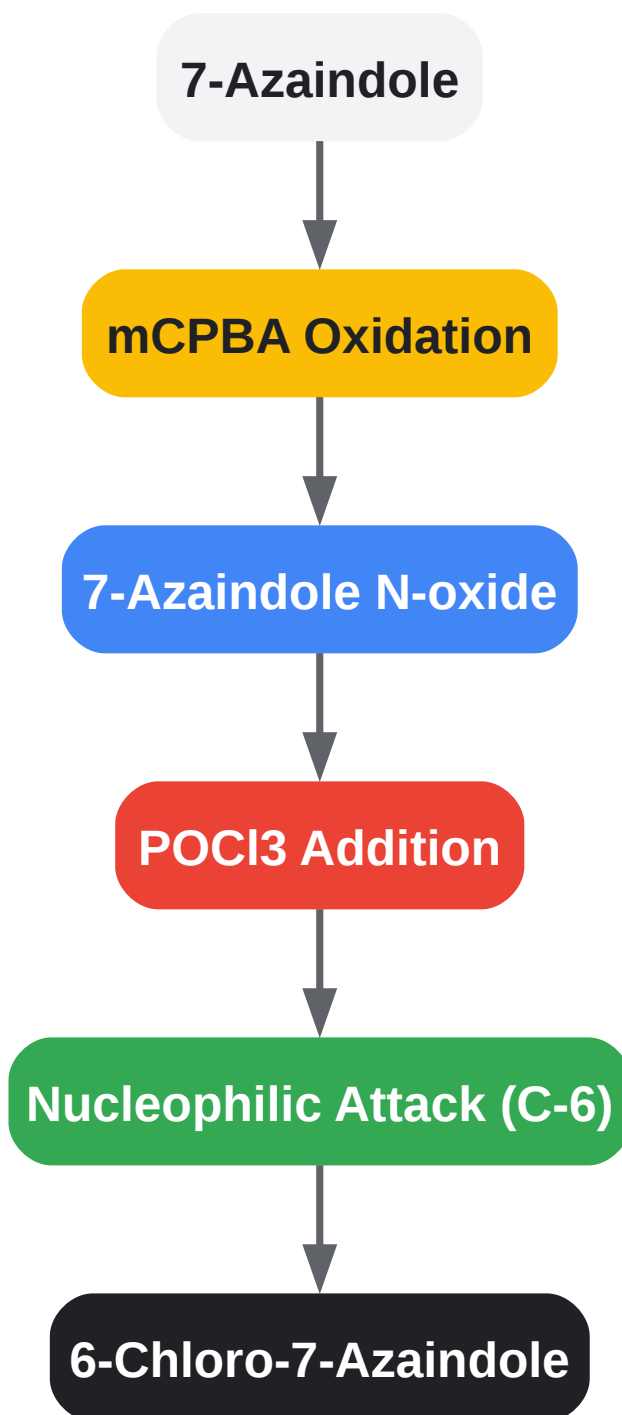 7-Azaindole
mCPBA Oxidation
7-Azaindole N-oxide
POCl3 Addition
Nucleophilic Attack (C-6)
6-Chloro-7-Azaindole